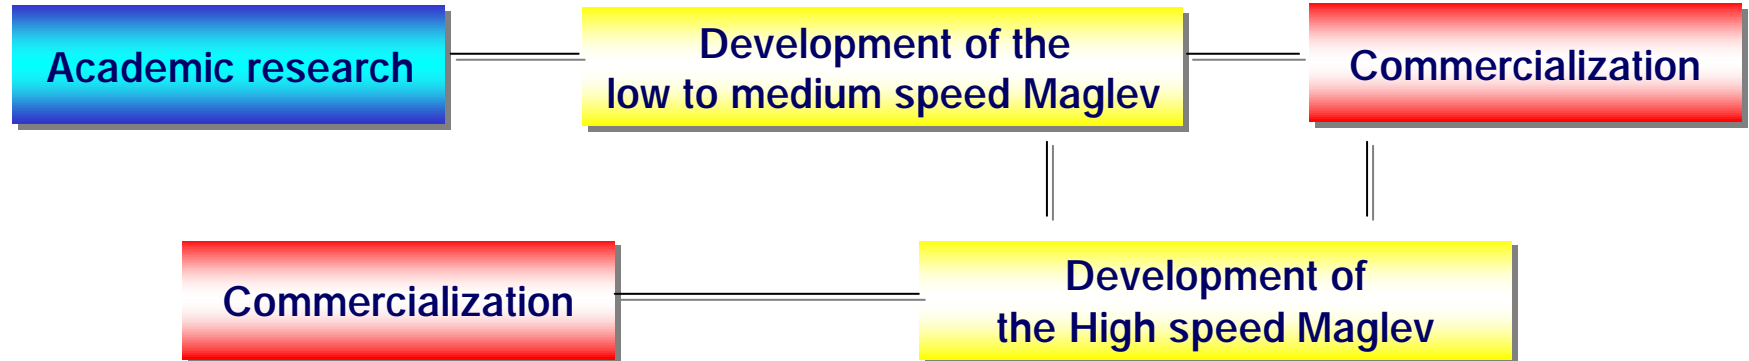 Academic research
Development of the
low to medium speed Maglev
Commercialization
Commercialization
Development of
the High speed Maglev